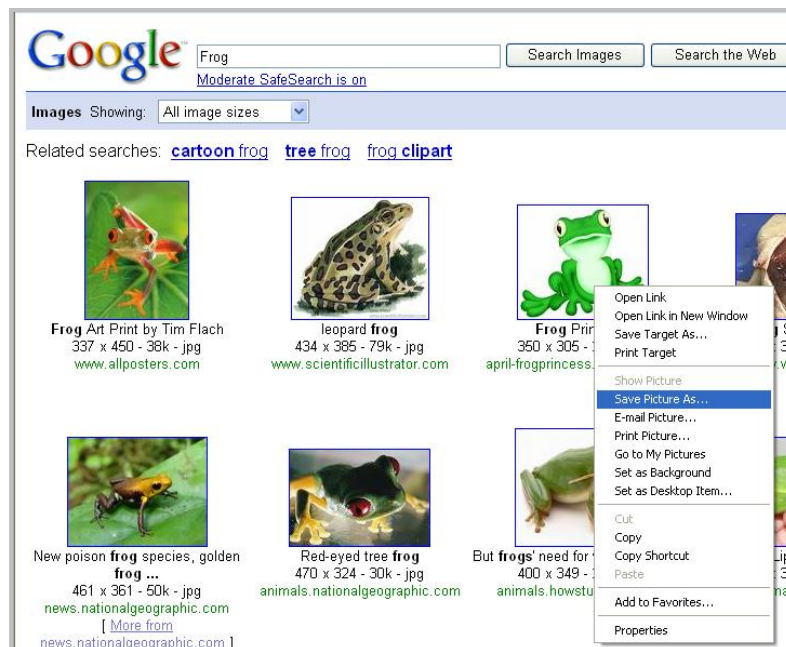 Google™
Frog
Search Images
Search the Web
Moderate SafeSearch is on
Images Showing: All image sizes
Related searches: cartoon frog tree frog frog clipart
Frog Art Print by Tim Flach
337 x 450 - 38k - jpg
www.allposters.com
leopard frog
434 x 385 - 79k - jpg
www.scientificillustrator.com
Frog
350 x 305 -
april-frogprincess.
New poison frog species, golden
frog ...
461 x 361 - 50k - jpg
news.nationalgeographic.com
[ More from
news.nationalgeographic.com ]
Red-eyed tree frog
470 x 324 - 30k - jpg
animals.nationalgeographic.com
But frogs' need for
400 x 349 -
Open Link
Open Link in New Window
Save Target As...
Print Target
Show Picture
Save Picture As...
E-mail Picture...
Print Picture...
Go to My Pictures
Set as Background
Set as Desktop Item...
Cut
Copy
Copy Shortcut
Paste
Add to Favorites...
Properties